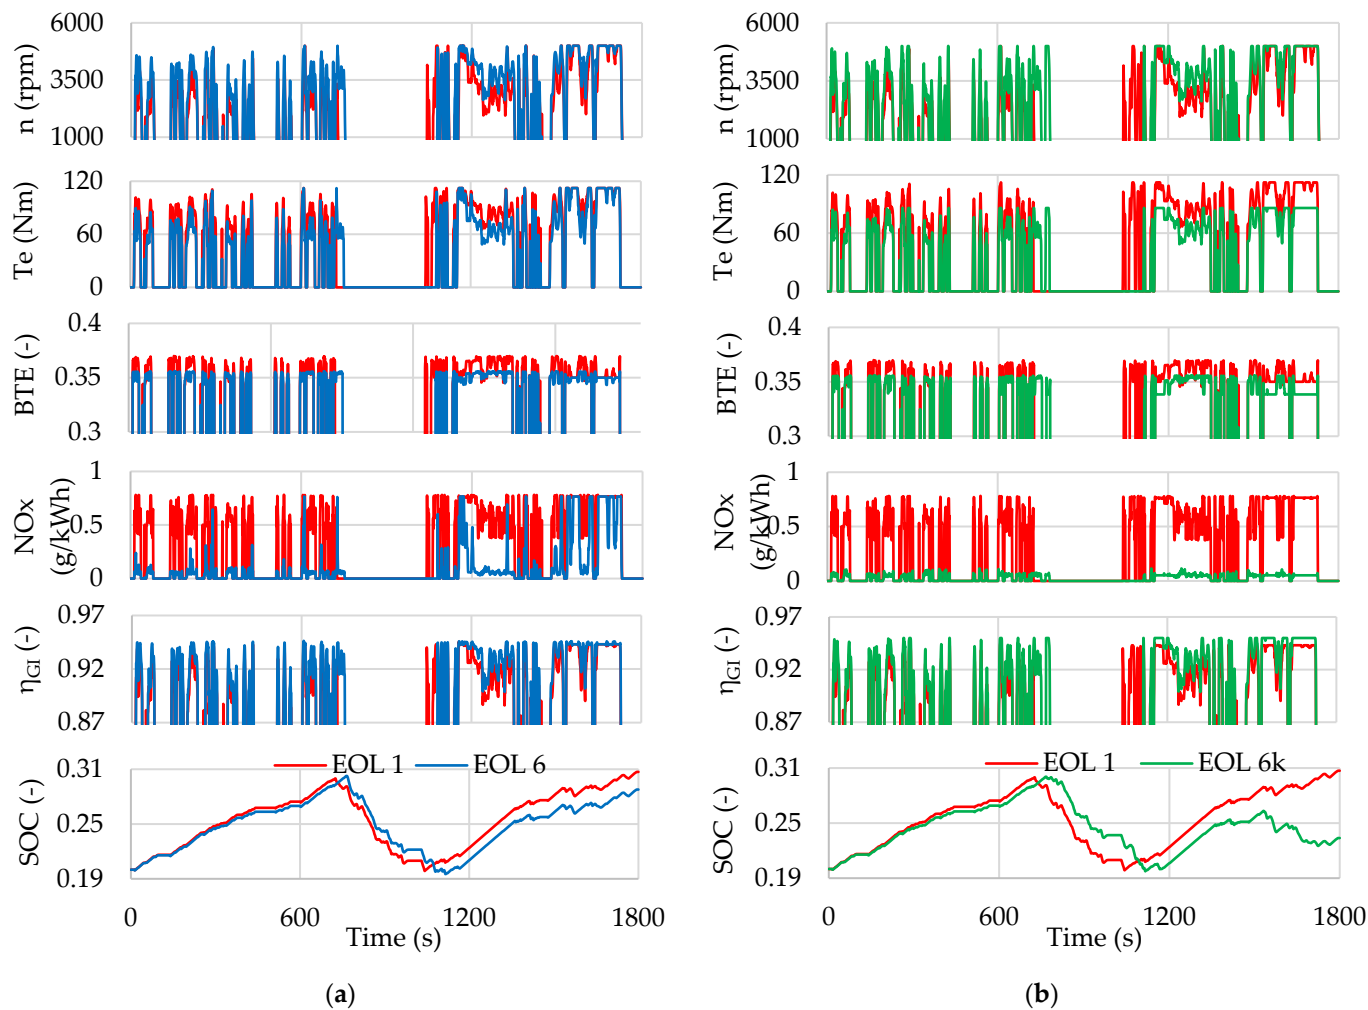 6000
3500
1000
n (rpm)
120
60
0
Te (Nm)
0.4
0.35
0.3
BTE (-)
1
0.5
0
NOx
(g/kWh)
0.97
0.92
0.87
ηGI (-)
EOL 1 EOL 6
0.31
0.25
0.19
SOC (-)
0 600 1200 1800
Time (s)
(a)
6000
3500
1000
n (rpm)
120
60
0
Te (Nm)
0.4
0.35
0.3
BTE (-)
1
0.5
0
NOx
(g/kWh)
0.97
0.92
0.87
ηGI (-)
EOL 1 EOL 6k
0.31
0.25
0.19
SOC (-)
0 600 1200 1800
Time (s)
(b)